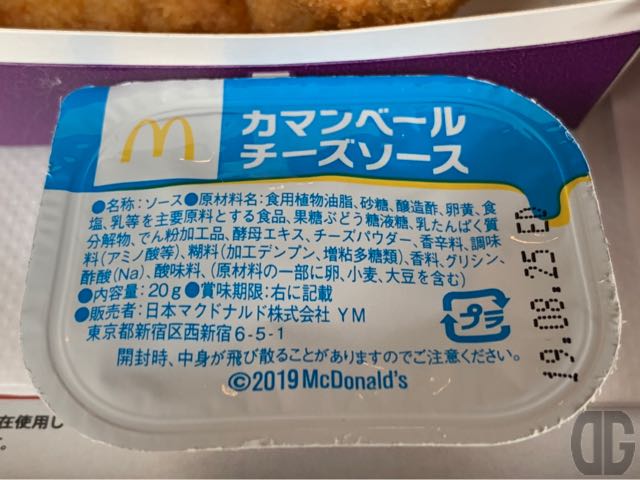 カマンベール
チーズソース
●名称:ソース●原材料名:食用植物油脂、砂糖、醸造酢、卵黄、食
塩、乳等を主要原料とする食品、果糖ぶどう糖液糖、乳たんぱく質
分解物、でん粉加工品、酵母エキス、チーズパウダー、香辛料、調味
料(アミノ酸等)、糊料(加工デンプン、増粘多糖類)、香料、グリシン、
酢酸(Na)、酸味料、(原材料の一部に卵、小麦、大豆を含む)
●内容量:20g●賞味期限:右に記載
●販売者:日本マクドナルド株式会社 YM
東京都新宿区西新宿6-5-1
プラ
開封時、中身が飛び散ることがありますのでご注意ください。
©2019 McDonald's
19.08.25 ED
在使用し
す。
DG